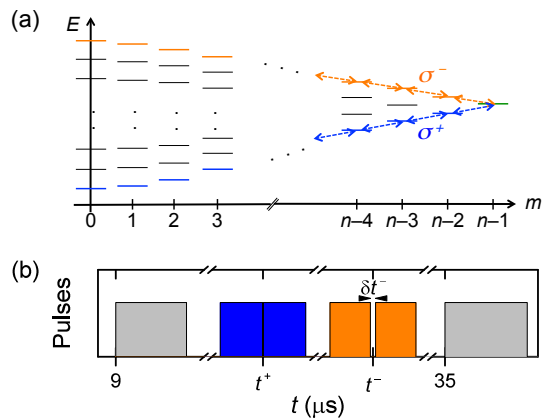 (a)
E
σ⁻
σ⁺
m
0 1 2 3 n–4 n–3 n–2 n–1
(b)
δt⁻
Pulses
9 t⁺ t⁻ 35
t (μs)